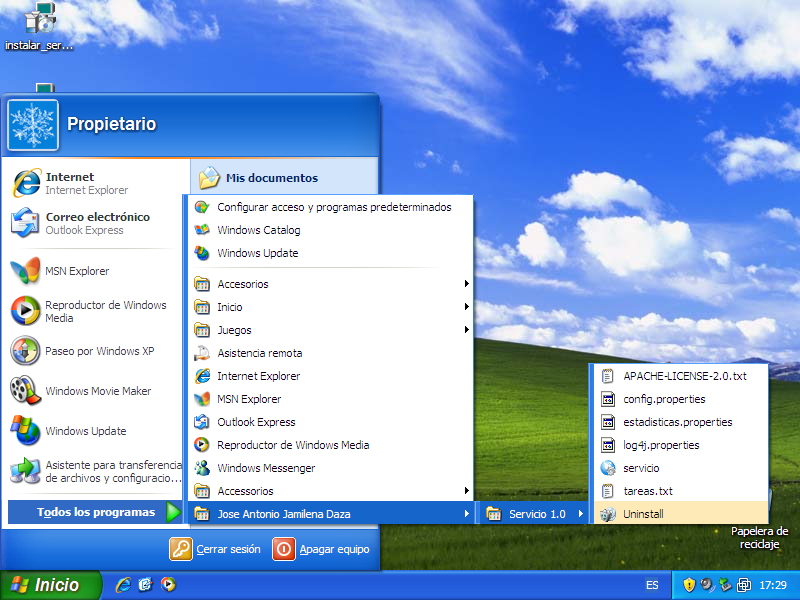 instalar_ser...
Propietario
Internet
Internet Explorer
Correo electrónico
Outlook Express
MSN Explorer
Reproductor de Windows
Media
Paseo por Windows XP
Windows Movie Maker
Windows Update
Asistente para transferencia
de archivos y configuracio...
Todos los programas
Mis documentos
Configurar acceso y programas predeterminados
Windows Catalog
Windows Update
Accesorios
Inicio
Juegos
Asistencia remota
Internet Explorer
MSN Explorer
Outlook Express
Reproductor de Windows Media
Windows Messenger
Accesorios
Jose Antonio Jamilena Daza
Servicio 1.0
APACHE-LICENSE-2.0.txt
config.properties
estadisticas.properties
log4j.properties
servicio
tareas.txt
Uninstall
Papelera de
reciclaje
Cerrar sesión
Apagar equipo
Inicio
ES
17:29